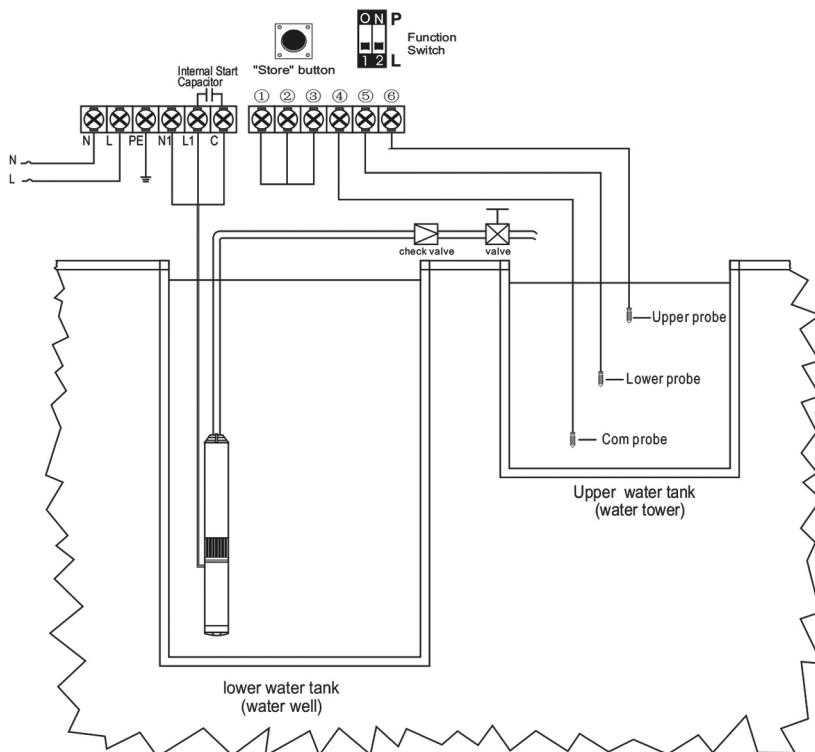 ON P
Function
Switch
1 2 L
"Store" button
Internal Start
Capacitor
① ② ③ ④ ⑤ ⑥
N L PE N1 L1 C
N
L
check valve
valve
Upper probe
Lower probe
Com probe
Upper water tank
(water tower)
lower water tank
(water well)